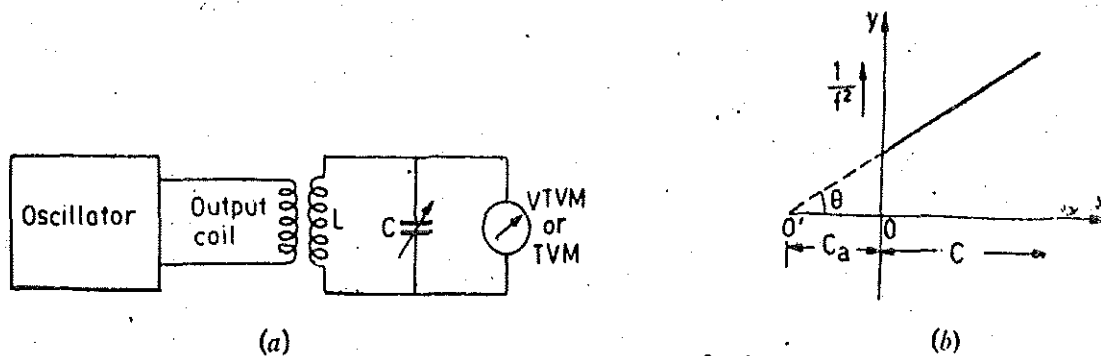 Oscillator
Output
coil
L
C
VTVM
or
TVM
(a)
y
1
f²
θ
O'
O
Cₐ
C
(b)